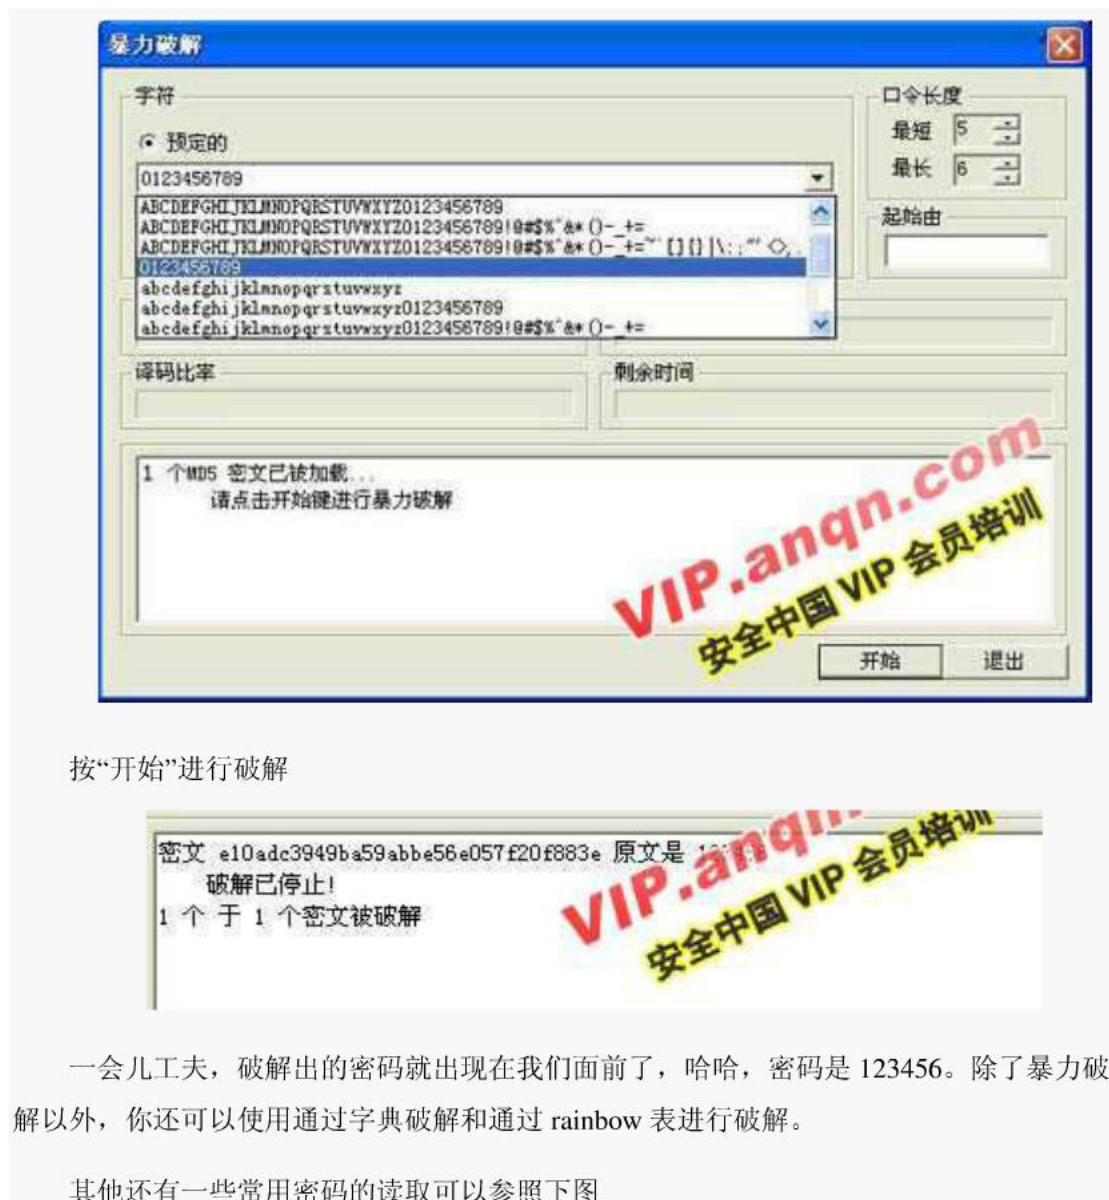 暴力破解
字符
预定的
0123456789
ABCDEFGHIJKLMNOPQRSTUVWXYZ0123456789
ABCDEFGHIJKLMNOPQRSTUVWXYZ0123456789!@#$%^&*()-_+=
ABCDEFGHIJKLMNOPQRSTUVWXYZ0123456789!@#$%^&*()-_+=~`[]{}|\:;"'<>,.
0123456789
abcdefghijklmnopqrstuvwxyz
abcdefghijklmnopqrstuvwxyz0123456789
abcdefghijklmnopqrstuvwxyz0123456789!@#$%^&*()-_+=
口令长度
最短 5
最长 6
起始由
译码比率
剩余时间
1 个MD5 密文已被加载...
请点击开始键进行暴力破解
VIP.anqn.com
安全中国 VIP 会员培训
开始
退出
按“开始”进行破解
密文 e10adc3949ba59abbe56e057f20f883e 原文是
破解已停止!
1 个 于 1 个密文被破解
VIP.anqn.
安全中国 VIP 会员培训
一会儿工夫，破解出的密码就出现在我们面前了，哈哈，密码是 123456。除了暴力破
解以外，你还可以使用通过字典破解和通过 rainbow 表进行破解。
其他还有一些常用密码的读取可以参照下图